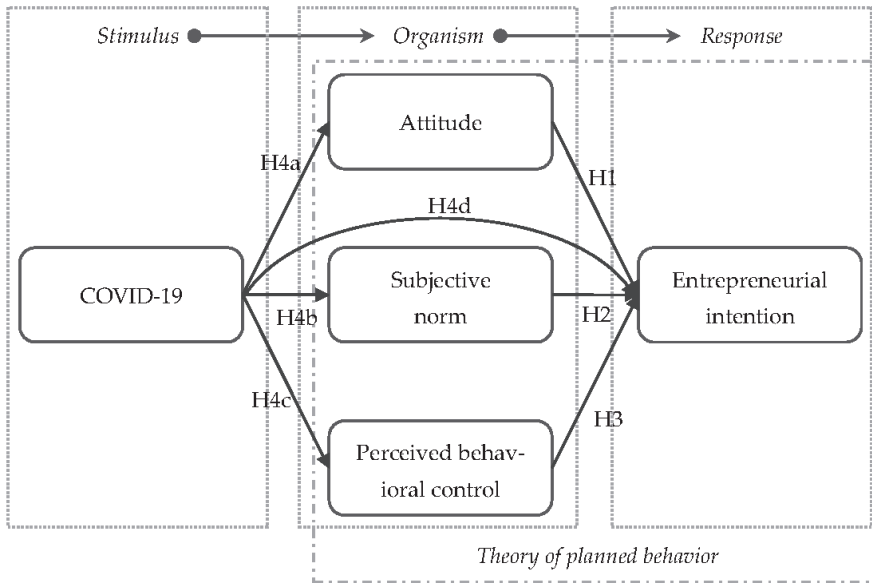 Stimulus
Organism
Response
Attitude
H4a
H1
H4d
COVID-19
Subjective
norm
Entrepreneurial
intention
H4b
H2
H4c
H3
Perceived behav-
ioral control
Theory of planned behavior